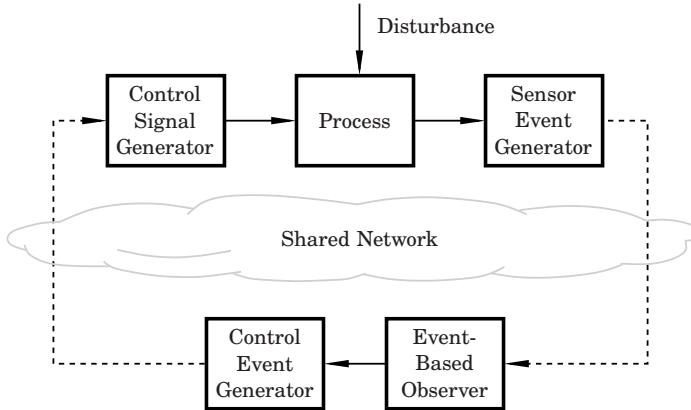 Disturbance
Control
Signal
Generator
Process
Sensor
Event
Generator
Shared Network
Control
Event
Generator
Event-
Based
Observer